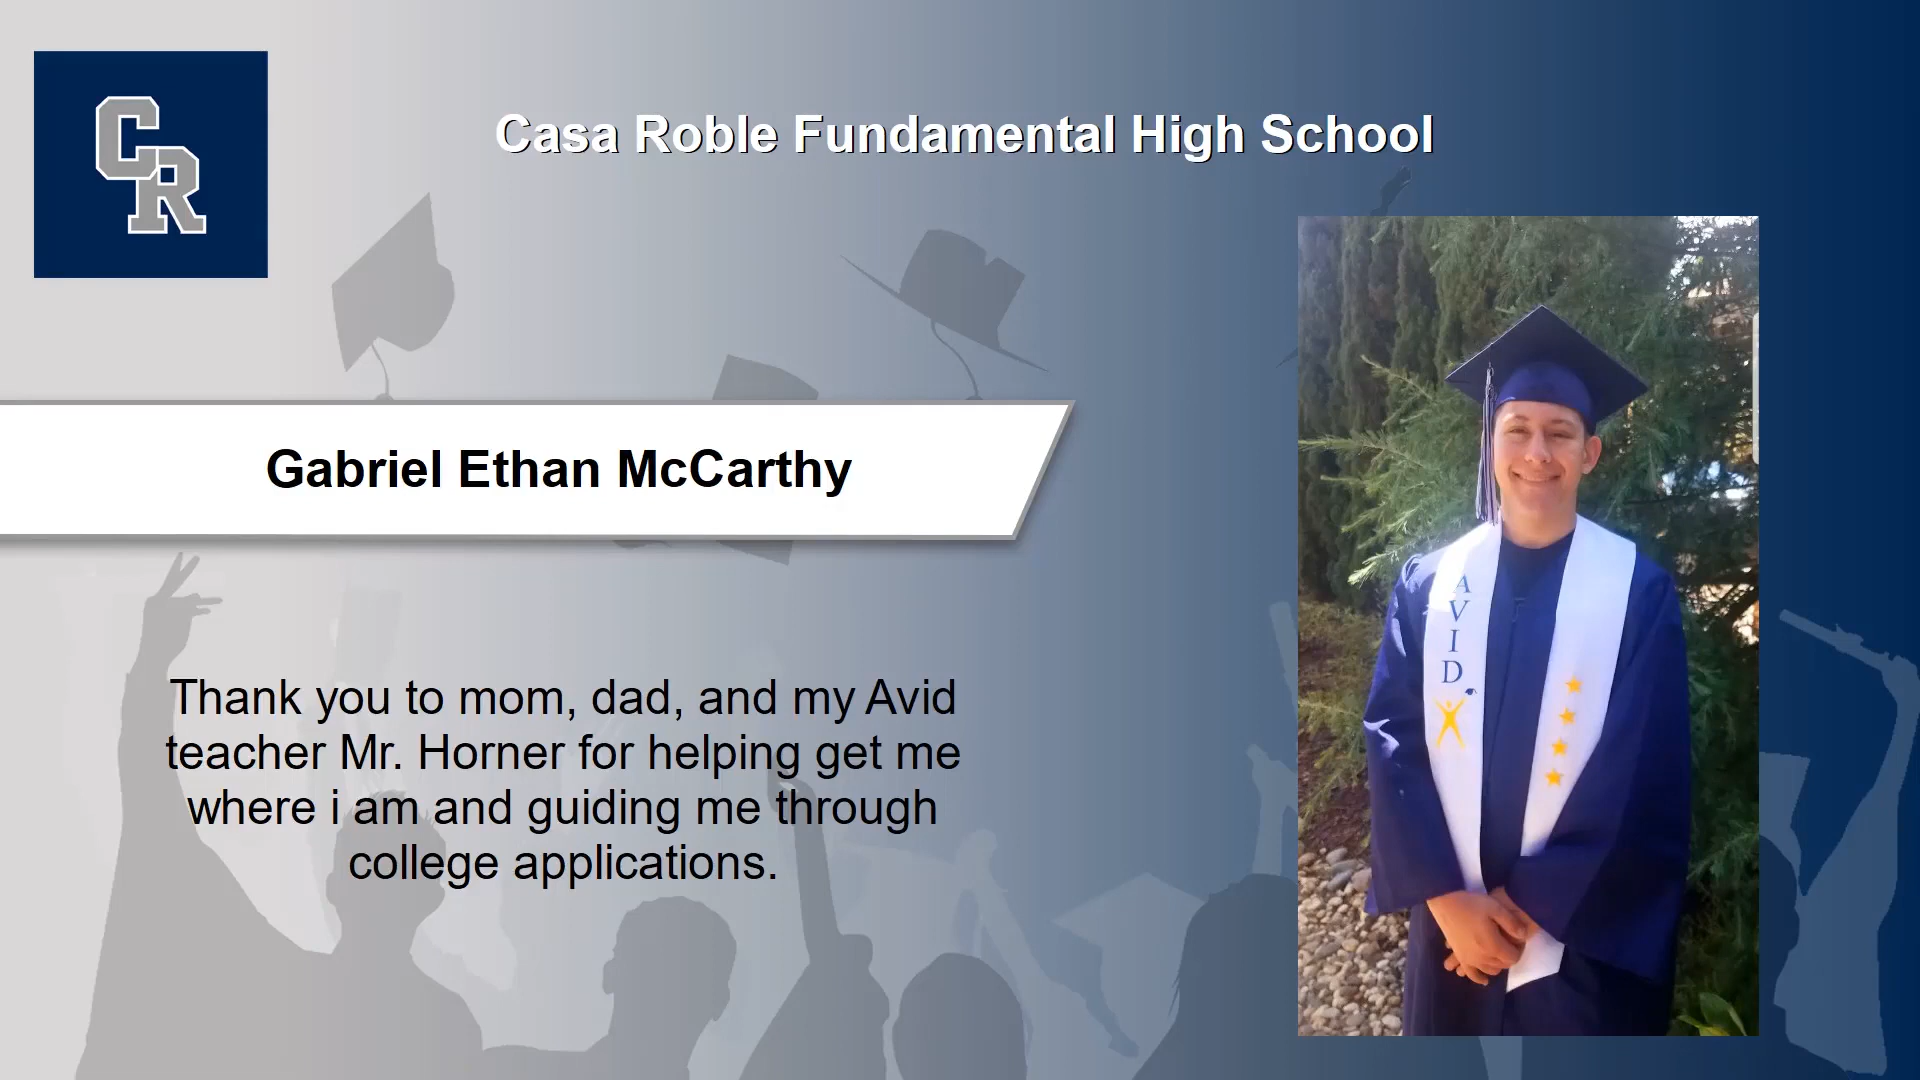 CR
Casa Roble Fundamental High School
Gabriel Ethan McCarthy
Thank you to mom, dad, and my Avid
teacher Mr. Horner for helping get me
where i am and guiding me through
college applications.
AVID